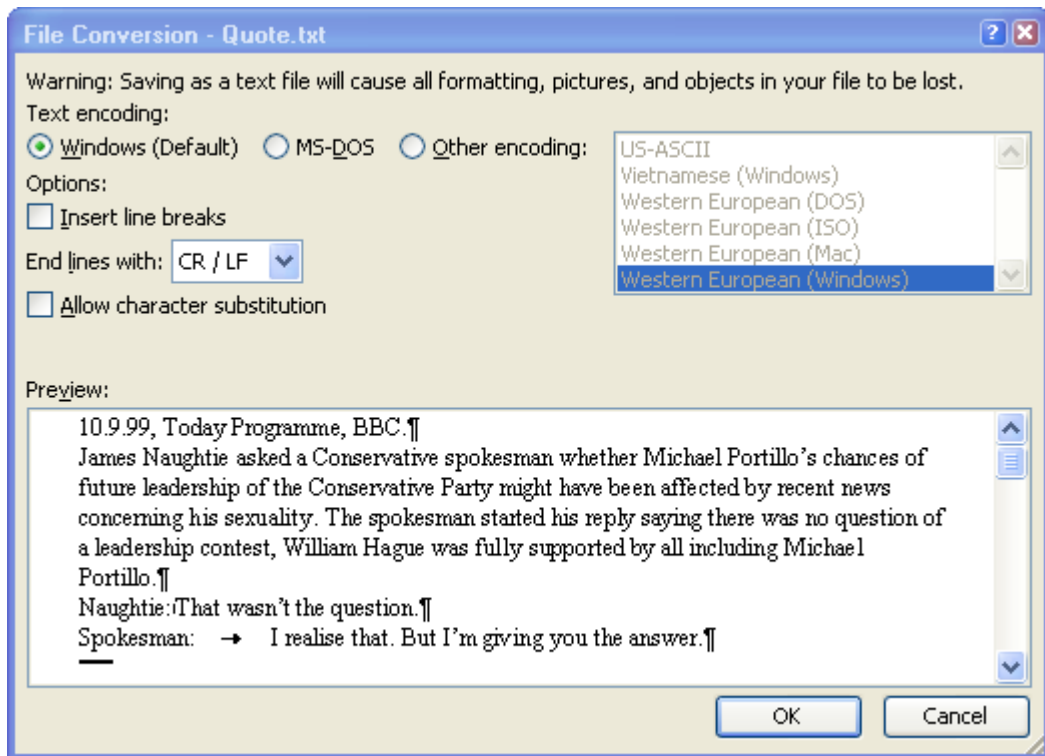 File Conversion - Quote.txt
Warning: Saving as a text file will cause all formatting, pictures, and objects in your file to be lost.
Text encoding:
Windows (Default) MS-DOS Other encoding:
US-ASCII
Vietnamese (Windows)
Western European (DOS)
Western European (ISO)
Western European (Mac)
Western European (Windows)
Options:
Insert line breaks
End lines with: CR / LF
Allow character substitution
Preview:
10.9.99, Today Programme, BBC.¶
James Naughtie asked a Conservative spokesman whether Michael Portillo’s chances of
future leadership of the Conservative Party might have been affected by recent news
concerning his sexuality. The spokesman started his reply saying there was no question of
a leadership contest, William Hague was fully supported by all including Michael
Portillo.¶
Naughtie: That wasn’t the question.¶
Spokesman: → I realise that. But I’m giving you the answer.¶
OK Cancel